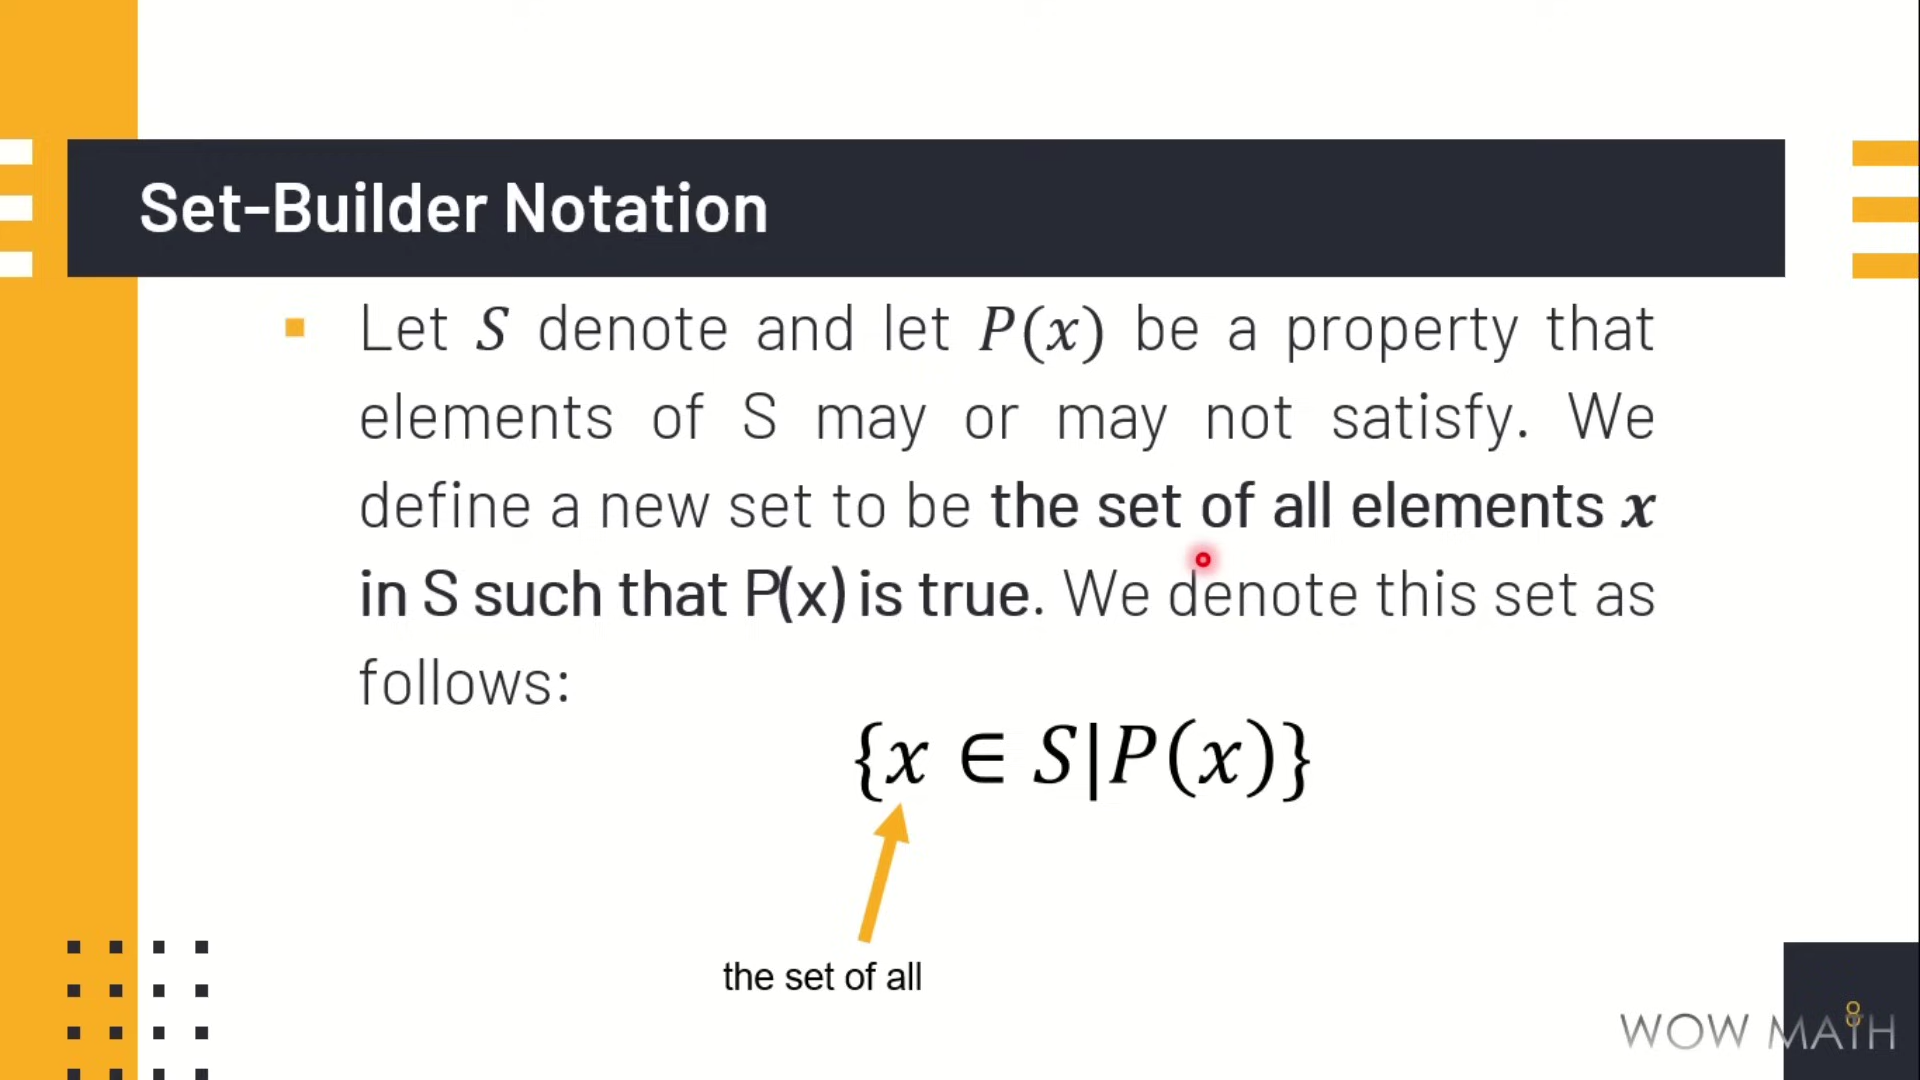 Set-Builder Notation
Let S denote and let P(x) be a property that
elements of S may or may not satisfy. We
define a new set to be the set of all elements x
in S such that P(x) is true. We denote this set as
follows:
{x ∈ S|P(x)}
the set of all
8
WOW MATH